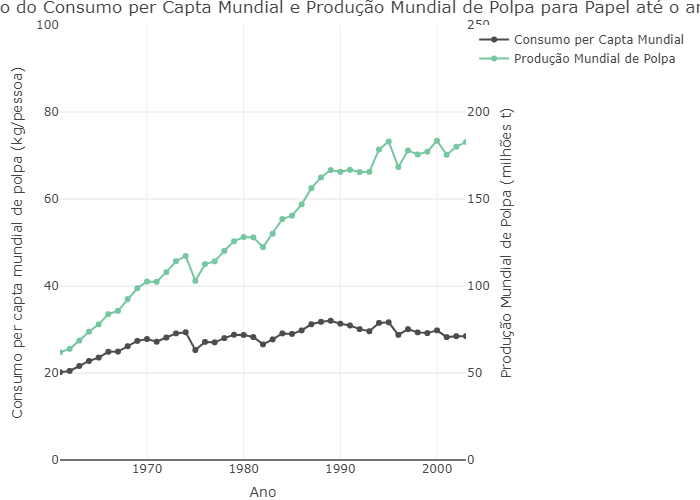 o do Consumo per Capta Mundial e Produção Mundial de Polpa para Papel até o
100
80
60
40
20
0
Consumo per capta mundial de polpa (kg/pessoa)
250
200
150
100
50
0
Produção Mundial de Polpa (milhões t)
Consumo per Capta Mundial
Produção Mundial de Polpa
1970
1980
1990
2000
Ano